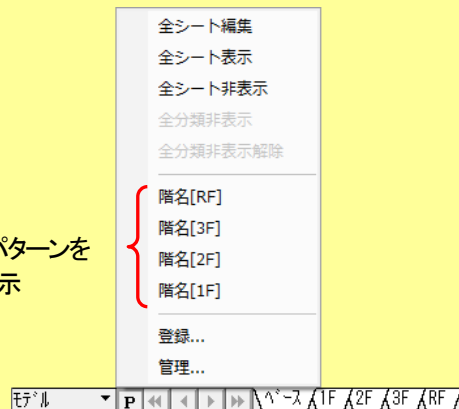 全シート編集
全シート表示
全シート非表示
全分類非表示
全分類非表示解除
階名[RF]
階名[3F]
パターンを
階名[2F]
示
階名[1F]
登録...
管理...
ﾓﾃﾞﾙ P ﾍﾞｰｽ 1F 2F 3F RF